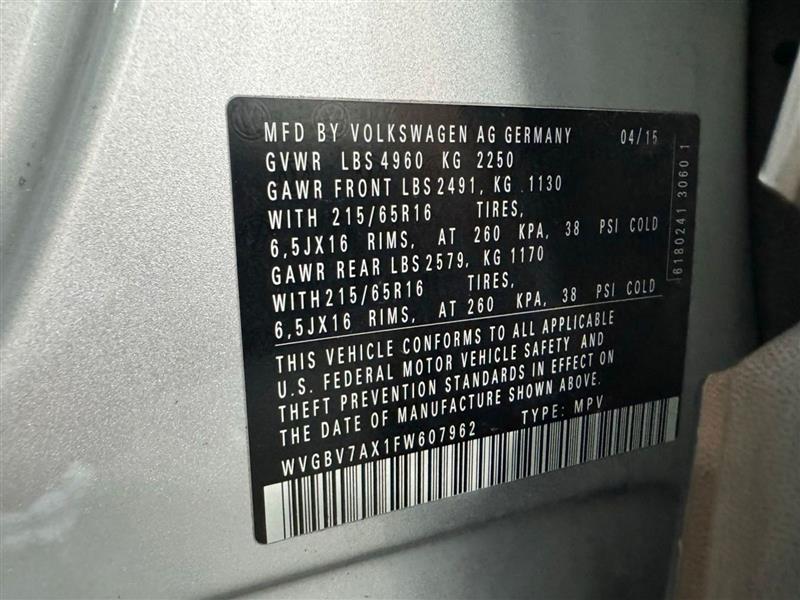 MFD BY VOLKSWAGEN AG GERMANY 04/15
GVWR LBS 4960 KG 2250
GAWR FRONT LBS 2491, KG 1130
WITH 215/65R16 TIRES,
6,5JX16 RIMS, AT 260 KPA, 38 PSI COLD
GAWR REAR LBS 2579, KG 1170
WITH 215/65R16 TIRES,
6,5JX16 RIMS, AT 260 KPA, 38 PSI COLD
THIS VEHICLE CONFORMS TO ALL APPLICABLE
U.S. FEDERAL MOTOR VEHICLE SAFETY AND
THEFT PREVENTION STANDARDS IN EFFECT ON
THE DATE OF MANUFACTURE SHOWN ABOVE.
WVGBV7AX1FW607962 TYPE: MPV
6180241 3060 1